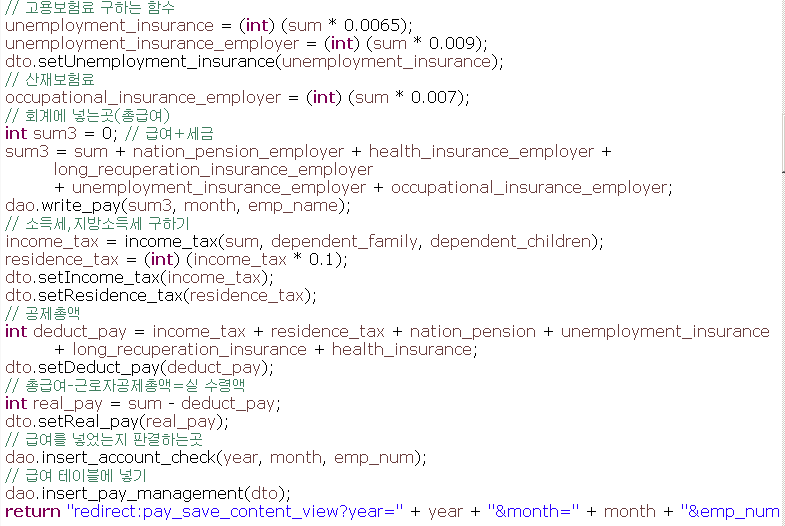 // 고용보험료 구하는 함수
unemployment_insurance = (int) (sum * 0.0065);
unemployment_insurance_employer = (int) (sum * 0.009);
dto.setUnemployment_insurance(unemployment_insurance);
// 산재보험료
occupational_insurance_employer = (int) (sum * 0.007);
// 회계에 넣는곳(총급여)
int sum3 = 0; // 급여+세금
sum3 = sum + nation_pension_employer + health_insurance_employer +
long_recuperation_insurance_employer
+ unemployment_insurance_employer + occupational_insurance_employer;
dao.write_pay(sum3, month, emp_name);
// 소득세,지방소득세 구하기
income_tax = income_tax(sum, dependent_family, dependent_children);
residence_tax = (int) (income_tax * 0.1);
dto.setIncome_tax(income_tax);
dto.setResidence_tax(residence_tax);
// 공제총액
int deduct_pay = income_tax + residence_tax + nation_pension + unemployment_insurance
+ long_recuperation_insurance + health_insurance;
dto.setDeduct_pay(deduct_pay);
// 총급여-근로자공제총액=실 수령액
int real_pay = sum - deduct_pay;
dto.setReal_pay(real_pay);
// 급여를 넣었는지 판결하는곳
dao.insert_account_check(year, month, emp_num);
// 급여 테이블에 넣기
dao.insert_pay_management(dto);
return "redirect:pay_save_content_view?year=" + year + "&month=" + month + "&emp_num